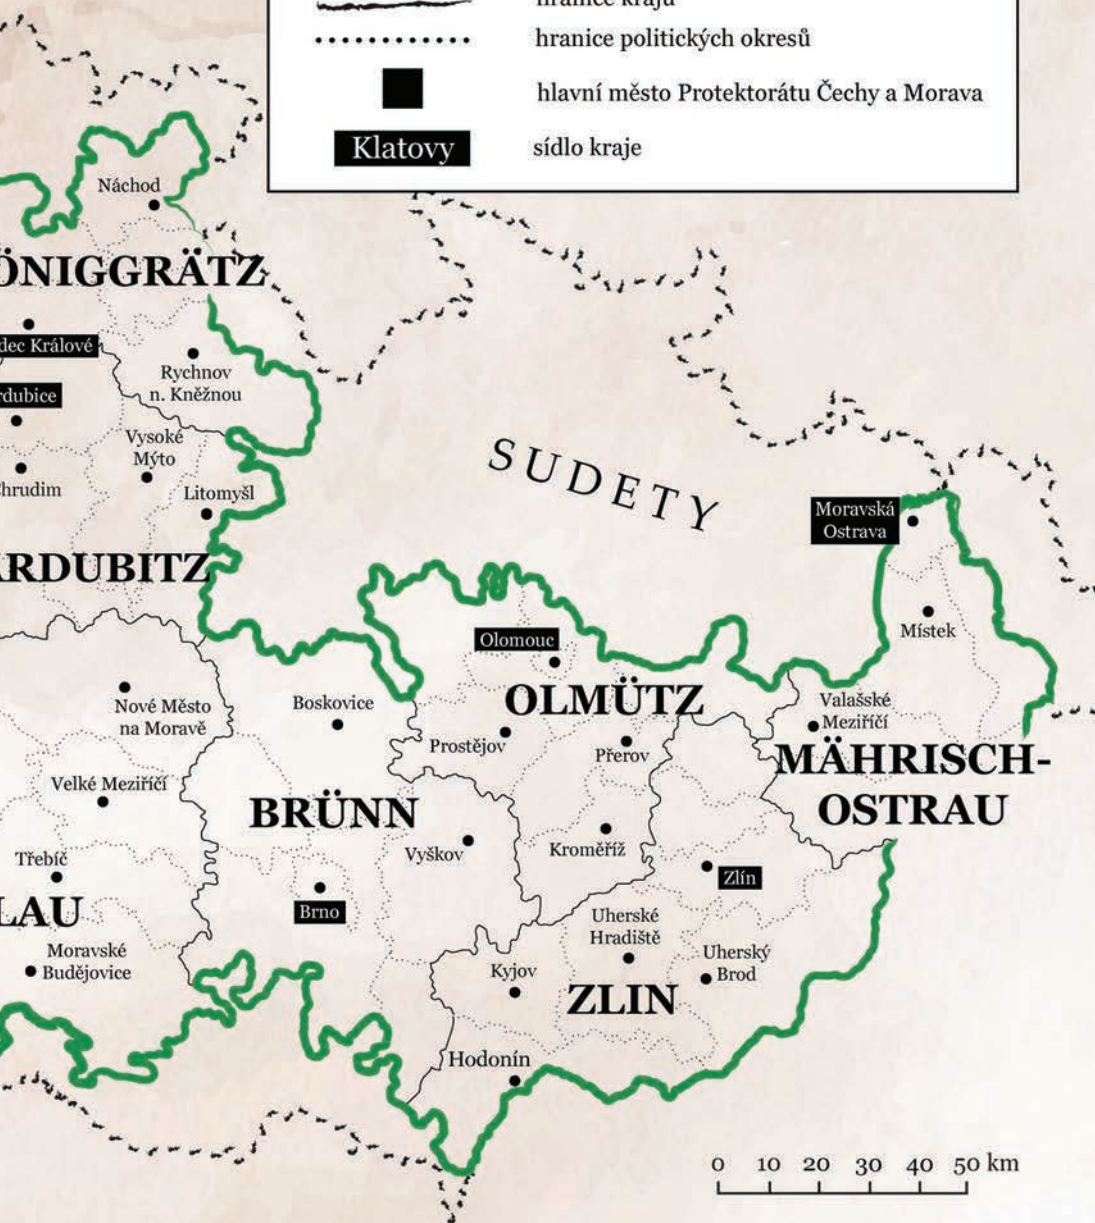 hranice krajů
hranice politických okresů
hlavní město Protektorátu Čechy a Morava
Klatovy
sídlo kraje
Náchod
ÖNIGGRÄTZ
dec Králové
Rychnov
n. Kněžnou
rdubice
Vysoké
Mýto
hrudim
Litomyšl
SUDETY
Moravská
Ostrava
ARDUBITZ
Místek
Olomouc
Nové Město
na Moravě
Boskovice
OLMÜTZ
Valašské
Meziříčí
Prostějov
Přerov
MÄHRISCH-
OSTRAU
Velké Meziříčí
BRÜNN
Vyškov
Kroměříž
Třebíč
Zlín
LAU
Brno
Uherské
Hradiště
Moravské
Budějovice
Uherský
Brod
Kyjov
ZLIN
Hodonín
0 10 20 30 40 50 km